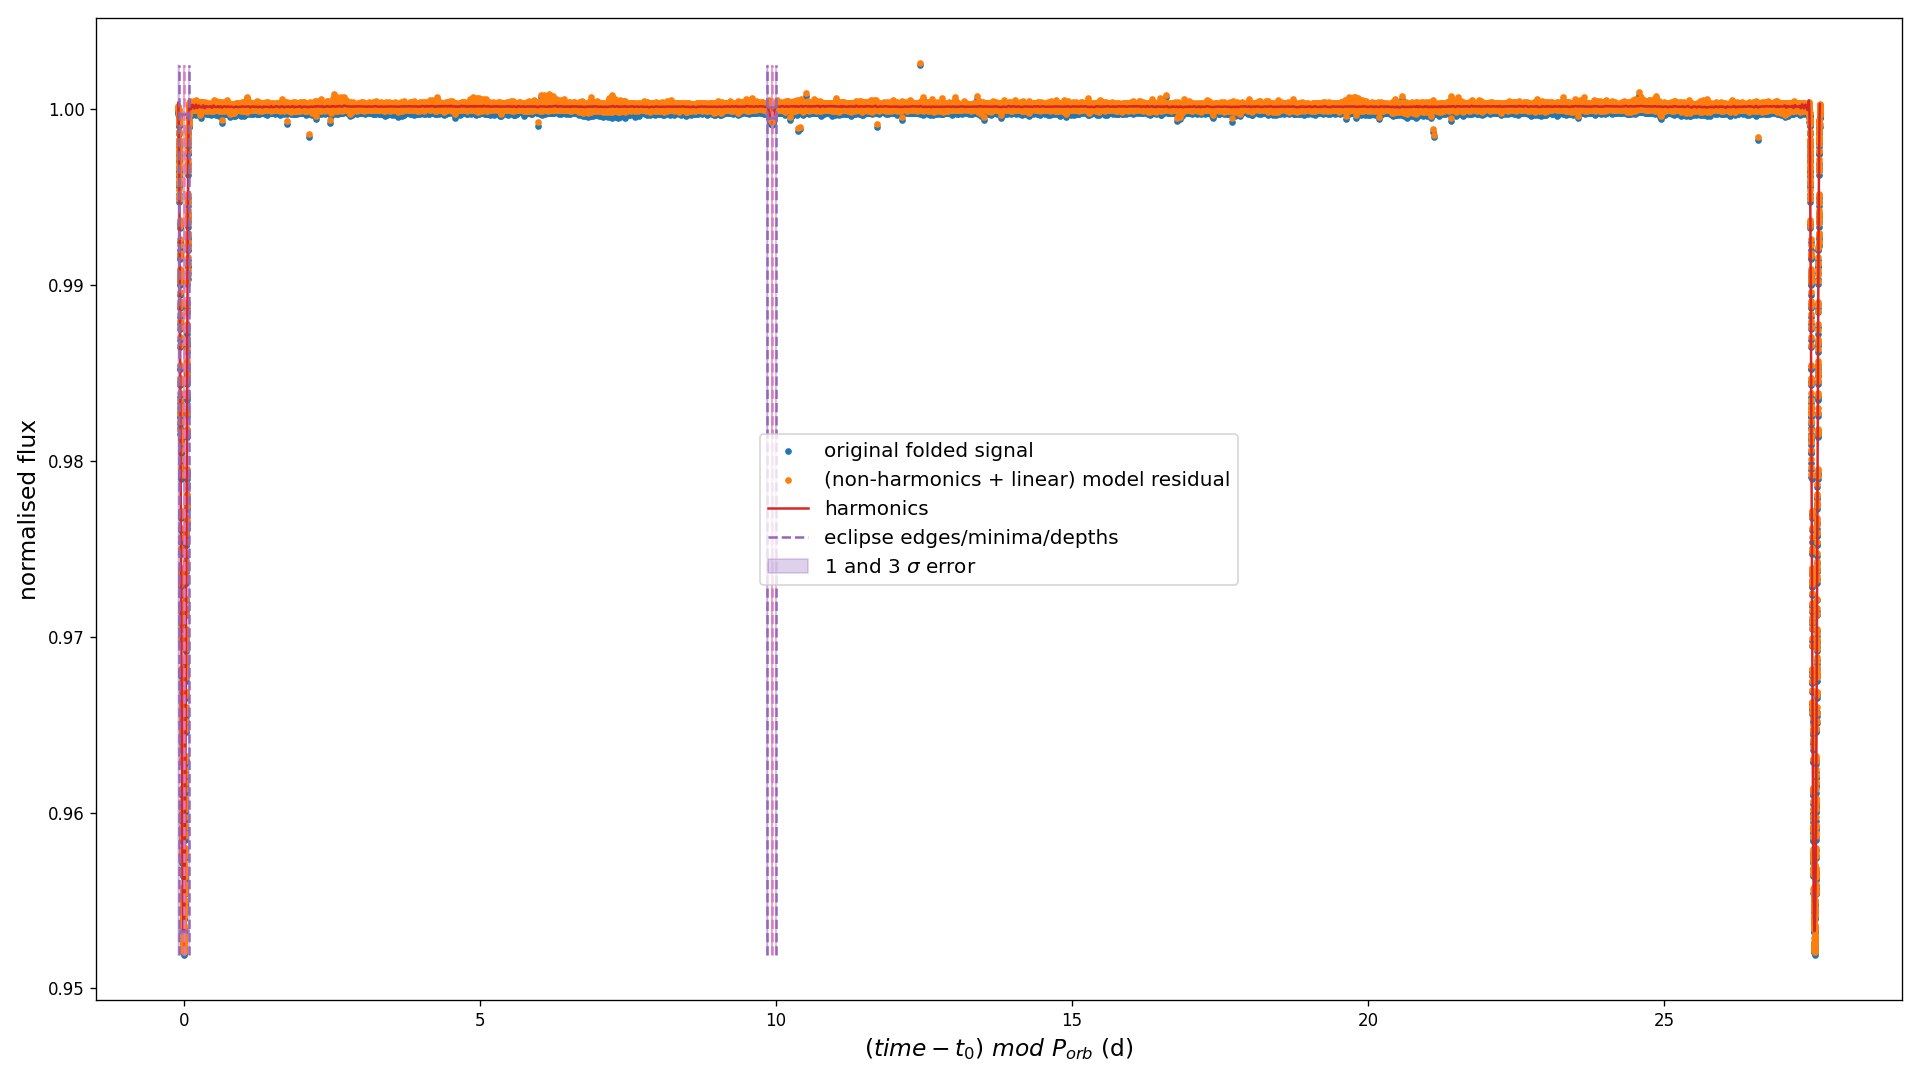 normalised flux
1.00
0.99
0.98
0.97
0.96
0.95
original folded signal
(non-harmonics + linear) model residual
harmonics
eclipse edges/minima/depths
1 and 3 σ error
0 5 10 15 20 25
(time − t₀) mod Pₒᵣb (d)